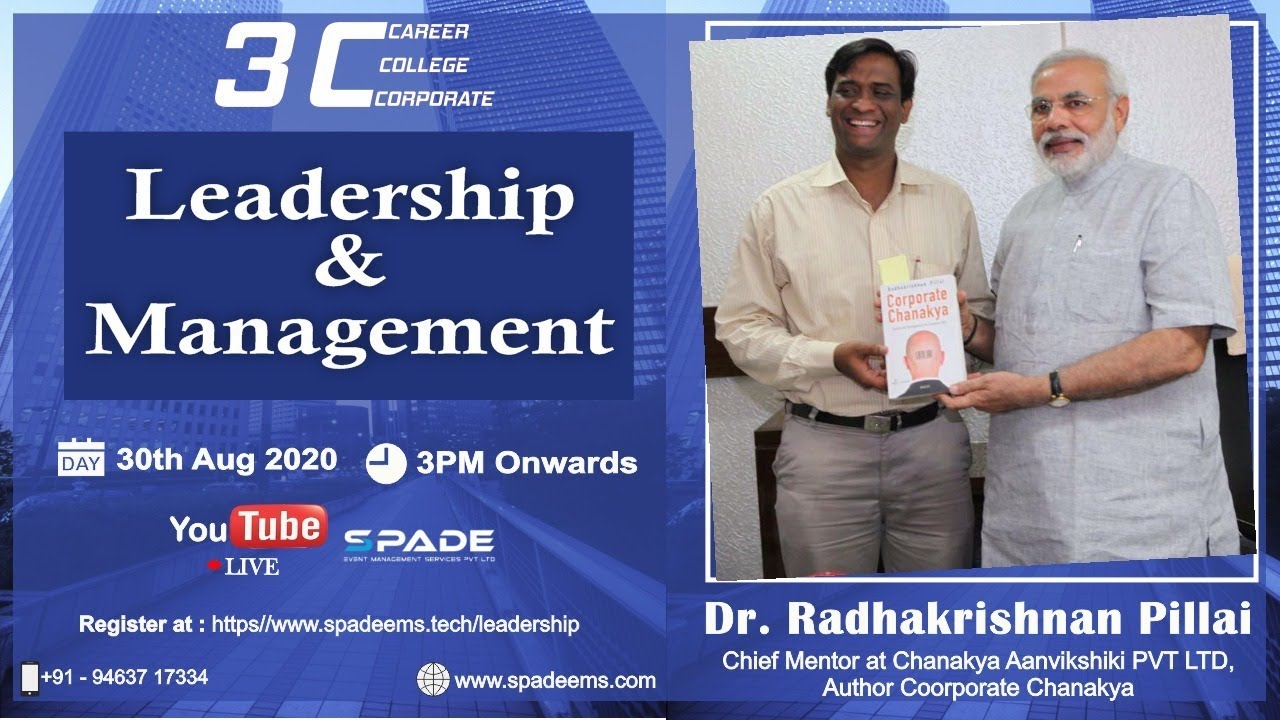 3C
CAREER
COLLEGE
CORPORATE
Leadership
&
Management
DAY 30th Aug 2020
3PM Onwards
YouTube
LIVE
SPADE
EVENT MANAGEMENT SERVICES PVT LTD
Register at : https//www.spadeems.tech/leadership
+91 - 94637 17334
www.spadeems.com
Radhakrishnan Pillai
Corporate
Chanakya
Dr. Radhakrishnan Pillai
Chief Mentor at Chanakya Aanvikshiki PVT LTD,
Author Coorporate Chanakya